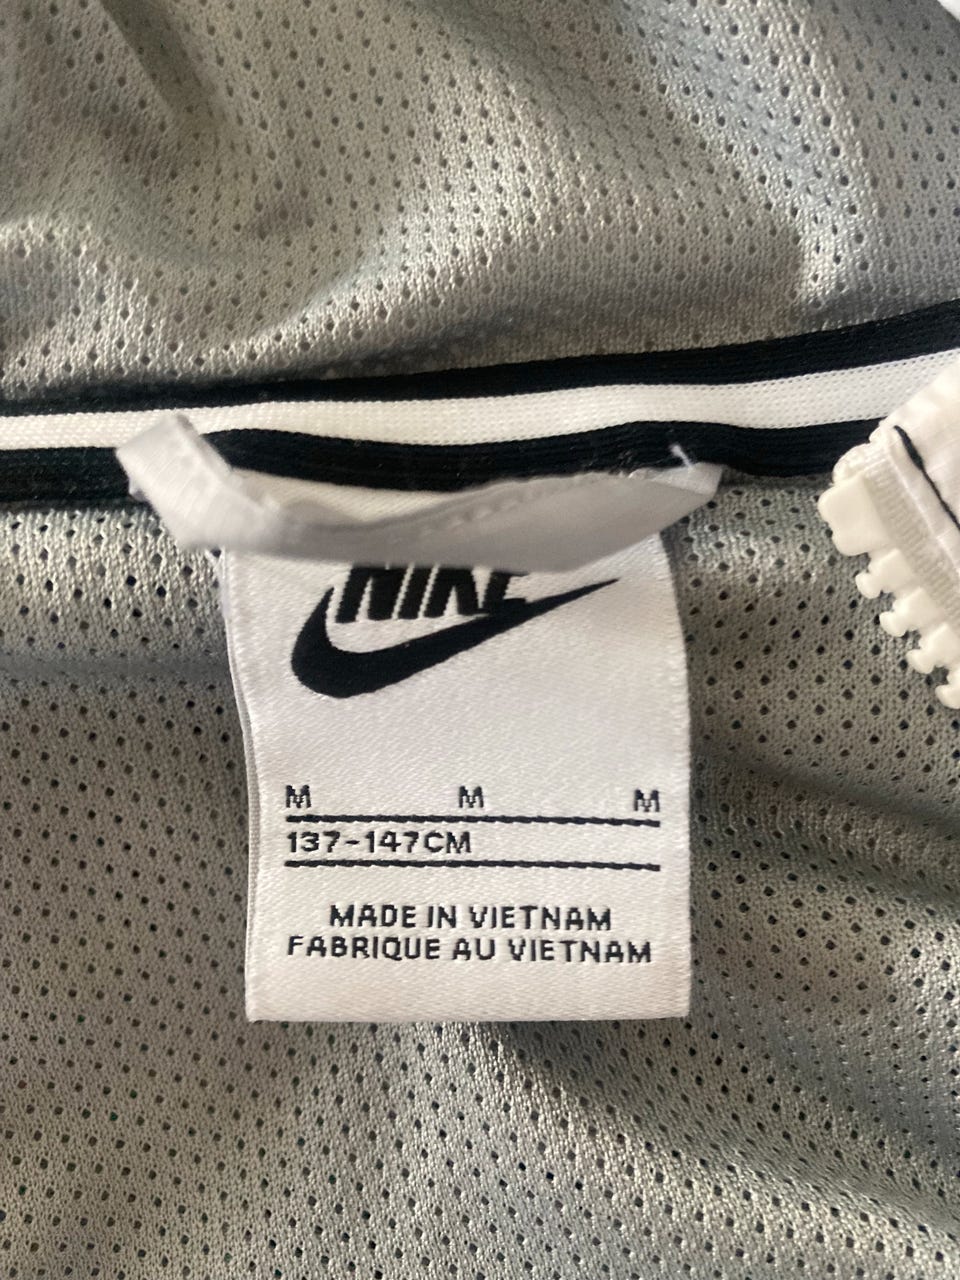 NIKE
M M M
137-147CM
MADE IN VIETNAM
FABRIQUE AU VIETNAM